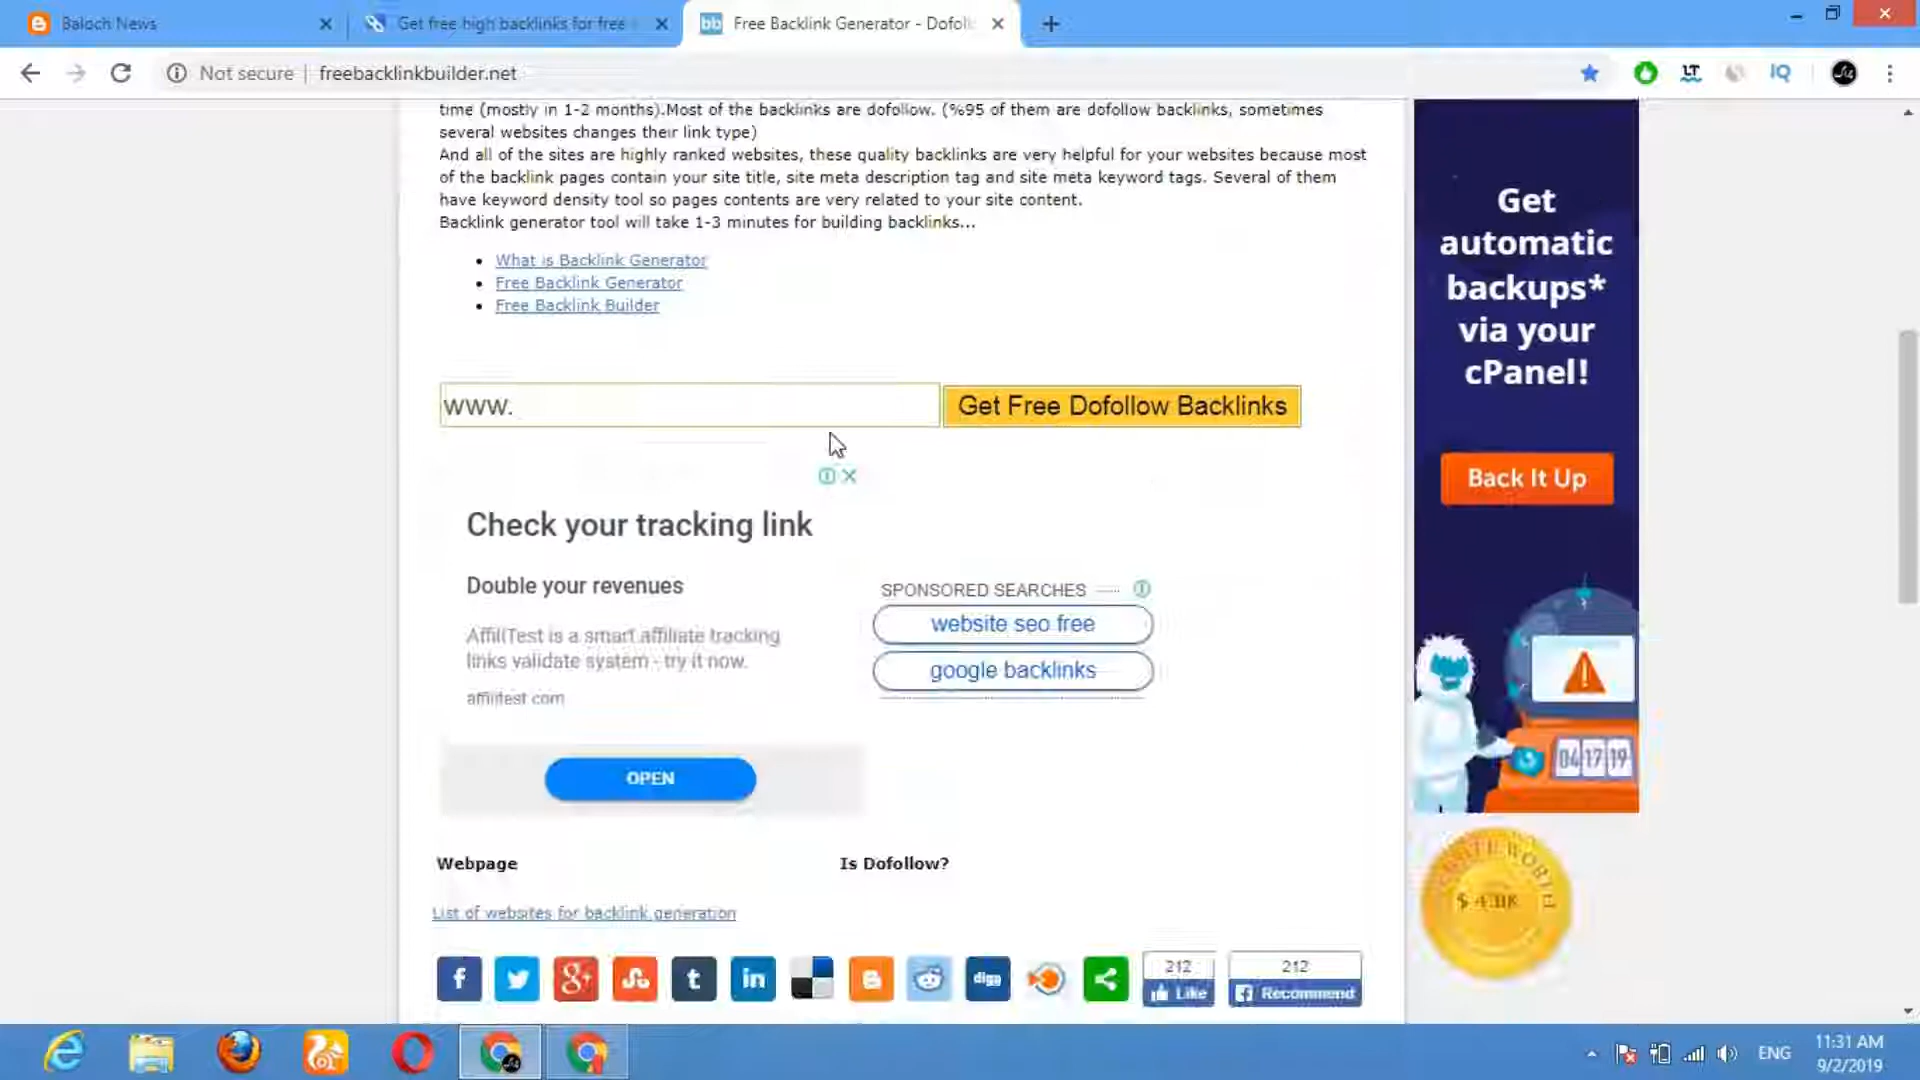 Baloch News
Get free high backlinks for free
Free Backlink Generator - Dofoll
Not secure
freebacklinkbuilder.net
time (mostly in 1-2 months).Most of the backlinks are dofollow. (%95 of them are dofollow backlinks, sometimes
several websites changes their link type)
And all of the sites are highly ranked websites, these quality backlinks are very helpful for your websites because most
of the backlink pages contain your site title, site meta description tag and site meta keyword tags. Several of them
have keyword density tool so pages contents are very related to your site content.
Backlink generator tool will take 1-3 minutes for building backlinks...
What is Backlink Generator
Free Backlink Generator
Free Backlink Builder
www.
Get Free Dofollow Backlinks
Check your tracking link
Double your revenues
AffiliTest is a smart affiliate tracking
links validate system - try it now.
affilitest.com
OPEN
SPONSORED SEARCHES
website seo free
google backlinks
Webpage
Is Dofollow?
List of websites for backlink generation
digg
212
Like
212
Recommend
Get
automatic
backups*
via your
cPanel!
Back It Up
04 17 19
LT
IQ
ENG
11:31 AM
9/2/2019